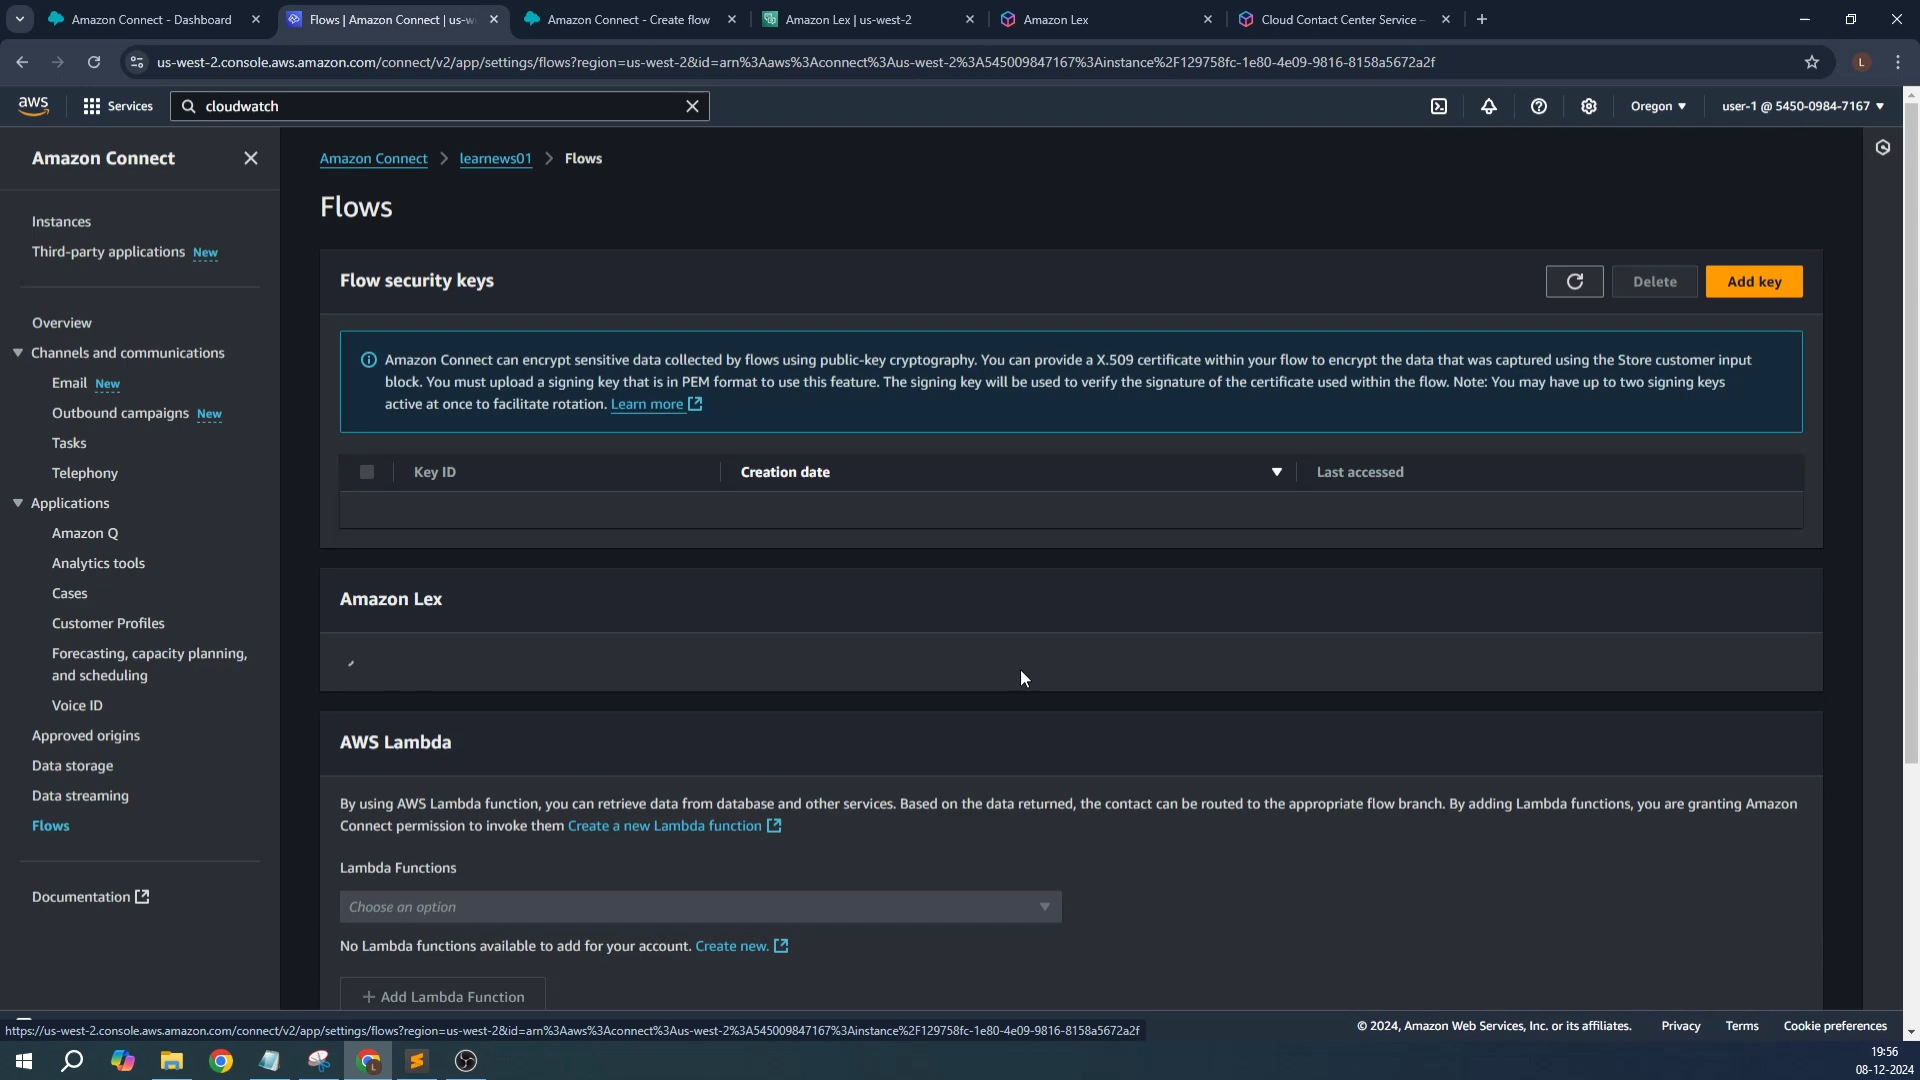 Amazon Connect - Dashboard
Flows | Amazon Connect | us-w
Amazon Connect - Create flow
Amazon Lex | us-west-2
Amazon Lex
Cloud Contact Center Service -
us-west-2.console.aws.amazon.com/connect/v2/app/settings/flows?region=us-west-2&id=arn%3Aaws%3Aconnect%3Aus-west-2%3A545009847167%3Ainstance%2F129758fc-1e80-4e09-9816-8158a5672a2f
L
aws
Services
cloudwatch
Oregon
user-1 @ 5450-0984-7167
Amazon Connect
Instances
Third-party applications New
Overview
Channels and communications
Email New
Outbound campaigns New
Tasks
Telephony
Applications
Amazon Q
Analytics tools
Cases
Customer Profiles
Forecasting, capacity planning,
and scheduling
Voice ID
Approved origins
Data storage
Data streaming
Flows
Documentation
Amazon Connect > learnews01 > Flows
Flows
Flow security keys
Delete
Add key
Amazon Connect can encrypt sensitive data collected by flows using public-key cryptography. You can provide a X.509 certificate within your flow to encrypt the data that was captured using the Store customer input
block. You must upload a signing key that is in PEM format to use this feature. The signing key will be used to verify the signature of the certificate used within the flow. Note: You may have up to two signing keys
active at once to facilitate rotation. Learn more
Key ID
Creation date
Last accessed
Amazon Lex
AWS Lambda
By using AWS Lambda function, you can retrieve data from database and other services. Based on the data returned, the contact can be routed to the appropriate flow branch. By adding Lambda functions, you are granting Amazon
Connect permission to invoke them Create a new Lambda function
Lambda Functions
Choose an option
No Lambda functions available to add for your account. Create new.
+ Add Lambda Function
https://us-west-2.console.aws.amazon.com/connect/v2/app/settings/flows?region=us-west-2&id=arn%3Aaws%3Aconnect%3Aus-west-2%3A545009847167%3Ainstance%2F129758fc-1e80-4e09-9816-8158a5672a2f
© 2024, Amazon Web Services, Inc. or its affiliates.
Privacy
Terms
Cookie preferences
19:56
08-12-2024